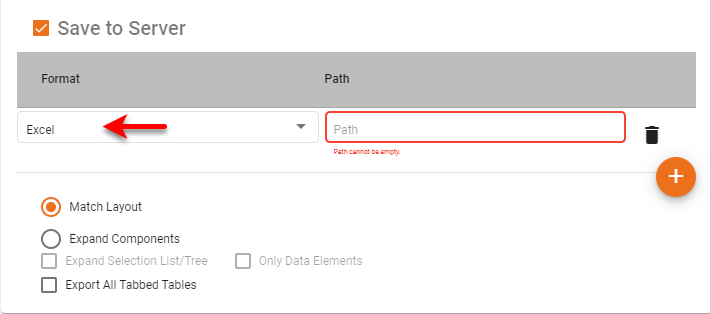 Save to Server
Format Path
Excel Path
Path cannot be empty.
Match Layout
Expand Components
Expand Selection List/Tree Only Data Elements
Export All Tabbed Tables